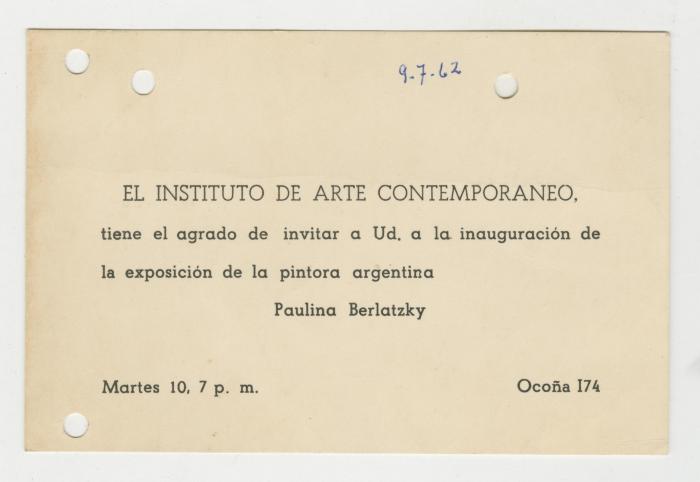 9-7-62
EL INSTITUTO DE ARTE CONTEMPORANEO,
tiene el agrado de invitar a Ud. a la inauguración de
la exposición de la pintora argentina
Paulina Berlatzky
Martes 10, 7 p. m. Ocoña 174